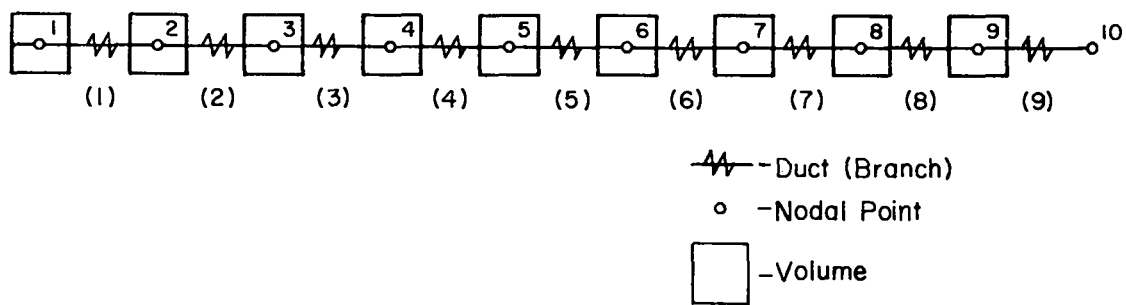 1 2 3 4 5 6 7 8 9 10
(1) (2) (3) (4) (5) (6) (7) (8) (9)
-Duct (Branch)
-Nodal Point
-Volume